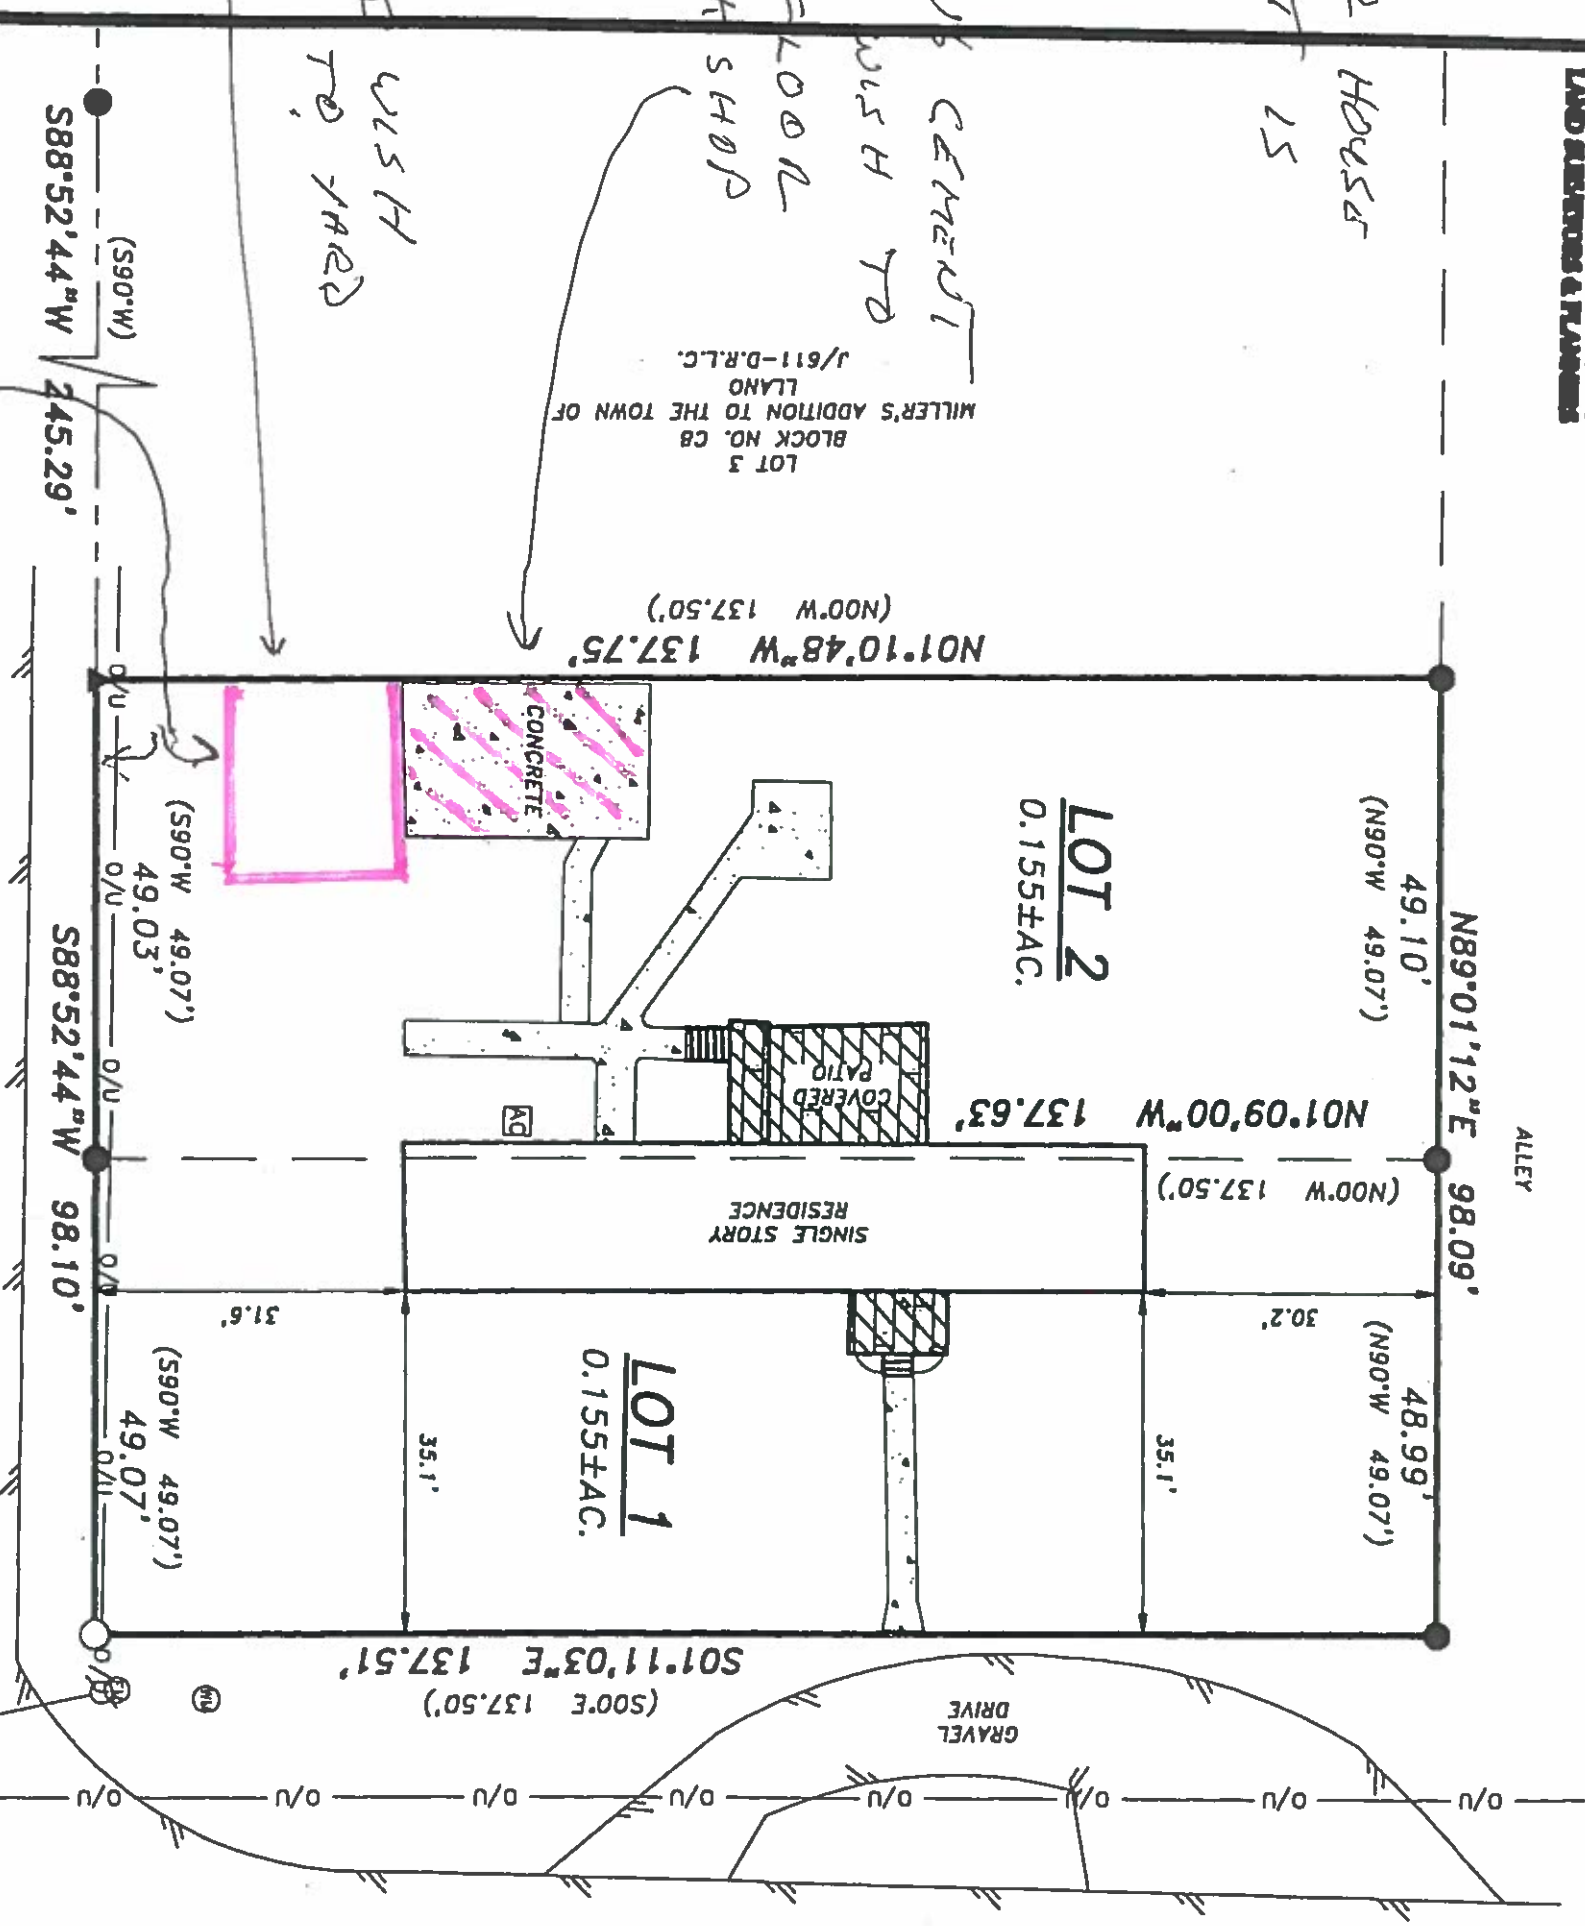 LAND SURVEYORS & PLANNERS
HOUSE
IS
CEMENT
WISH TO
SHOP
WISH
TO YARD
LOT 3
BLOCK NO. C8
MILLER'S ADDITION TO THE TOWN OF
LLANO
J/611-D.R.L.C.
(S90°W)
S88°52'44"W 245.29'
N01°10'48"W 137.75'
(N00°W 137.50')
CONCRETE
LOT 2
0.155±AC.
N89°01'12"E 98.09'
49.10'
(N90°W 49.07')
ALLEY
(S90°W 49.07')
49.03'
S88°52'44"W 98.10'
COVERED
PATIO
AC
N01°09'00"W 137.63'
(N00°W 137.50')
SINGLE STORY
RESIDENCE
31.6'
30.2'
48.99'
(N90°W 49.07')
LOT 1
0.155±AC.
35.1'
35.1'
(S90°W 49.07')
49.07'
O/U
O/U
O/U
O/U
O/U
O/U
S01°11'03"E 137.51'
(S00°E 137.50')
WM
GRAVEL
DRIVE
O/U
O/U
O/U
O/U
O/U
O/U
O/U
O/U